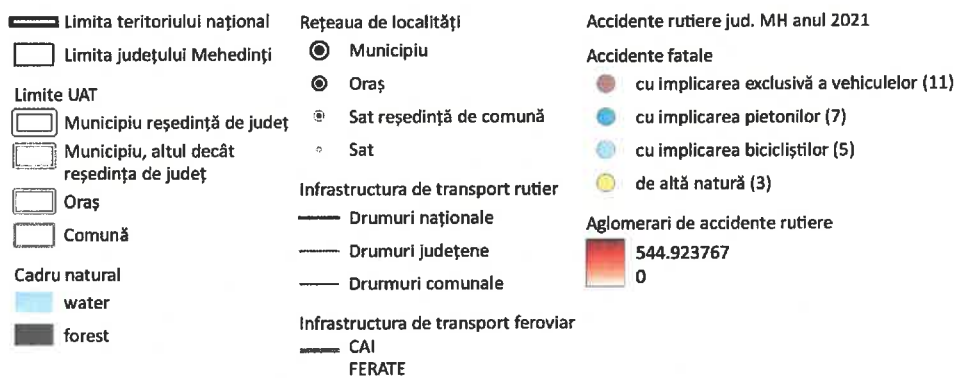 Limita teritoriului național
Limita județului Mehedinți
Limite UAT
Municipiu reședință de județ
Municipiu, altul decât
reședința de județ
Oraș
Comună
Cadru natural
water
forest
Rețeaua de localități
Municipiu
Oraș
Sat reședință de comună
Sat
Infrastructura de transport rutier
Drumuri naționale
Drumuri județene
Drurmuri comunale
Infrastructura de transport feroviar
CAI
FERATE
Accidente rutiere jud. MH anul 2021
Accidente fatale
cu implicarea exclusivă a vehiculelor (11)
cu implicarea pietonilor (7)
cu implicarea bicicliștilor (5)
de altă natură (3)
Aglomerari de accidente rutiere
544.923767
0